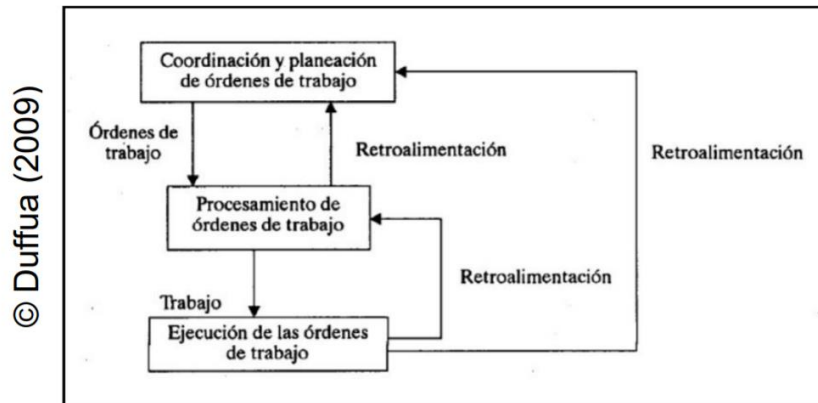 © Duffua (2009)
Coordinación y planeación
de órdenes de trabajo
Órdenes de
trabajo
Retroalimentación
Retroalimentación
Procesamiento de
órdenes de trabajo
Retroalimentación
Trabajo
Ejecución de las órdenes
de trabajo